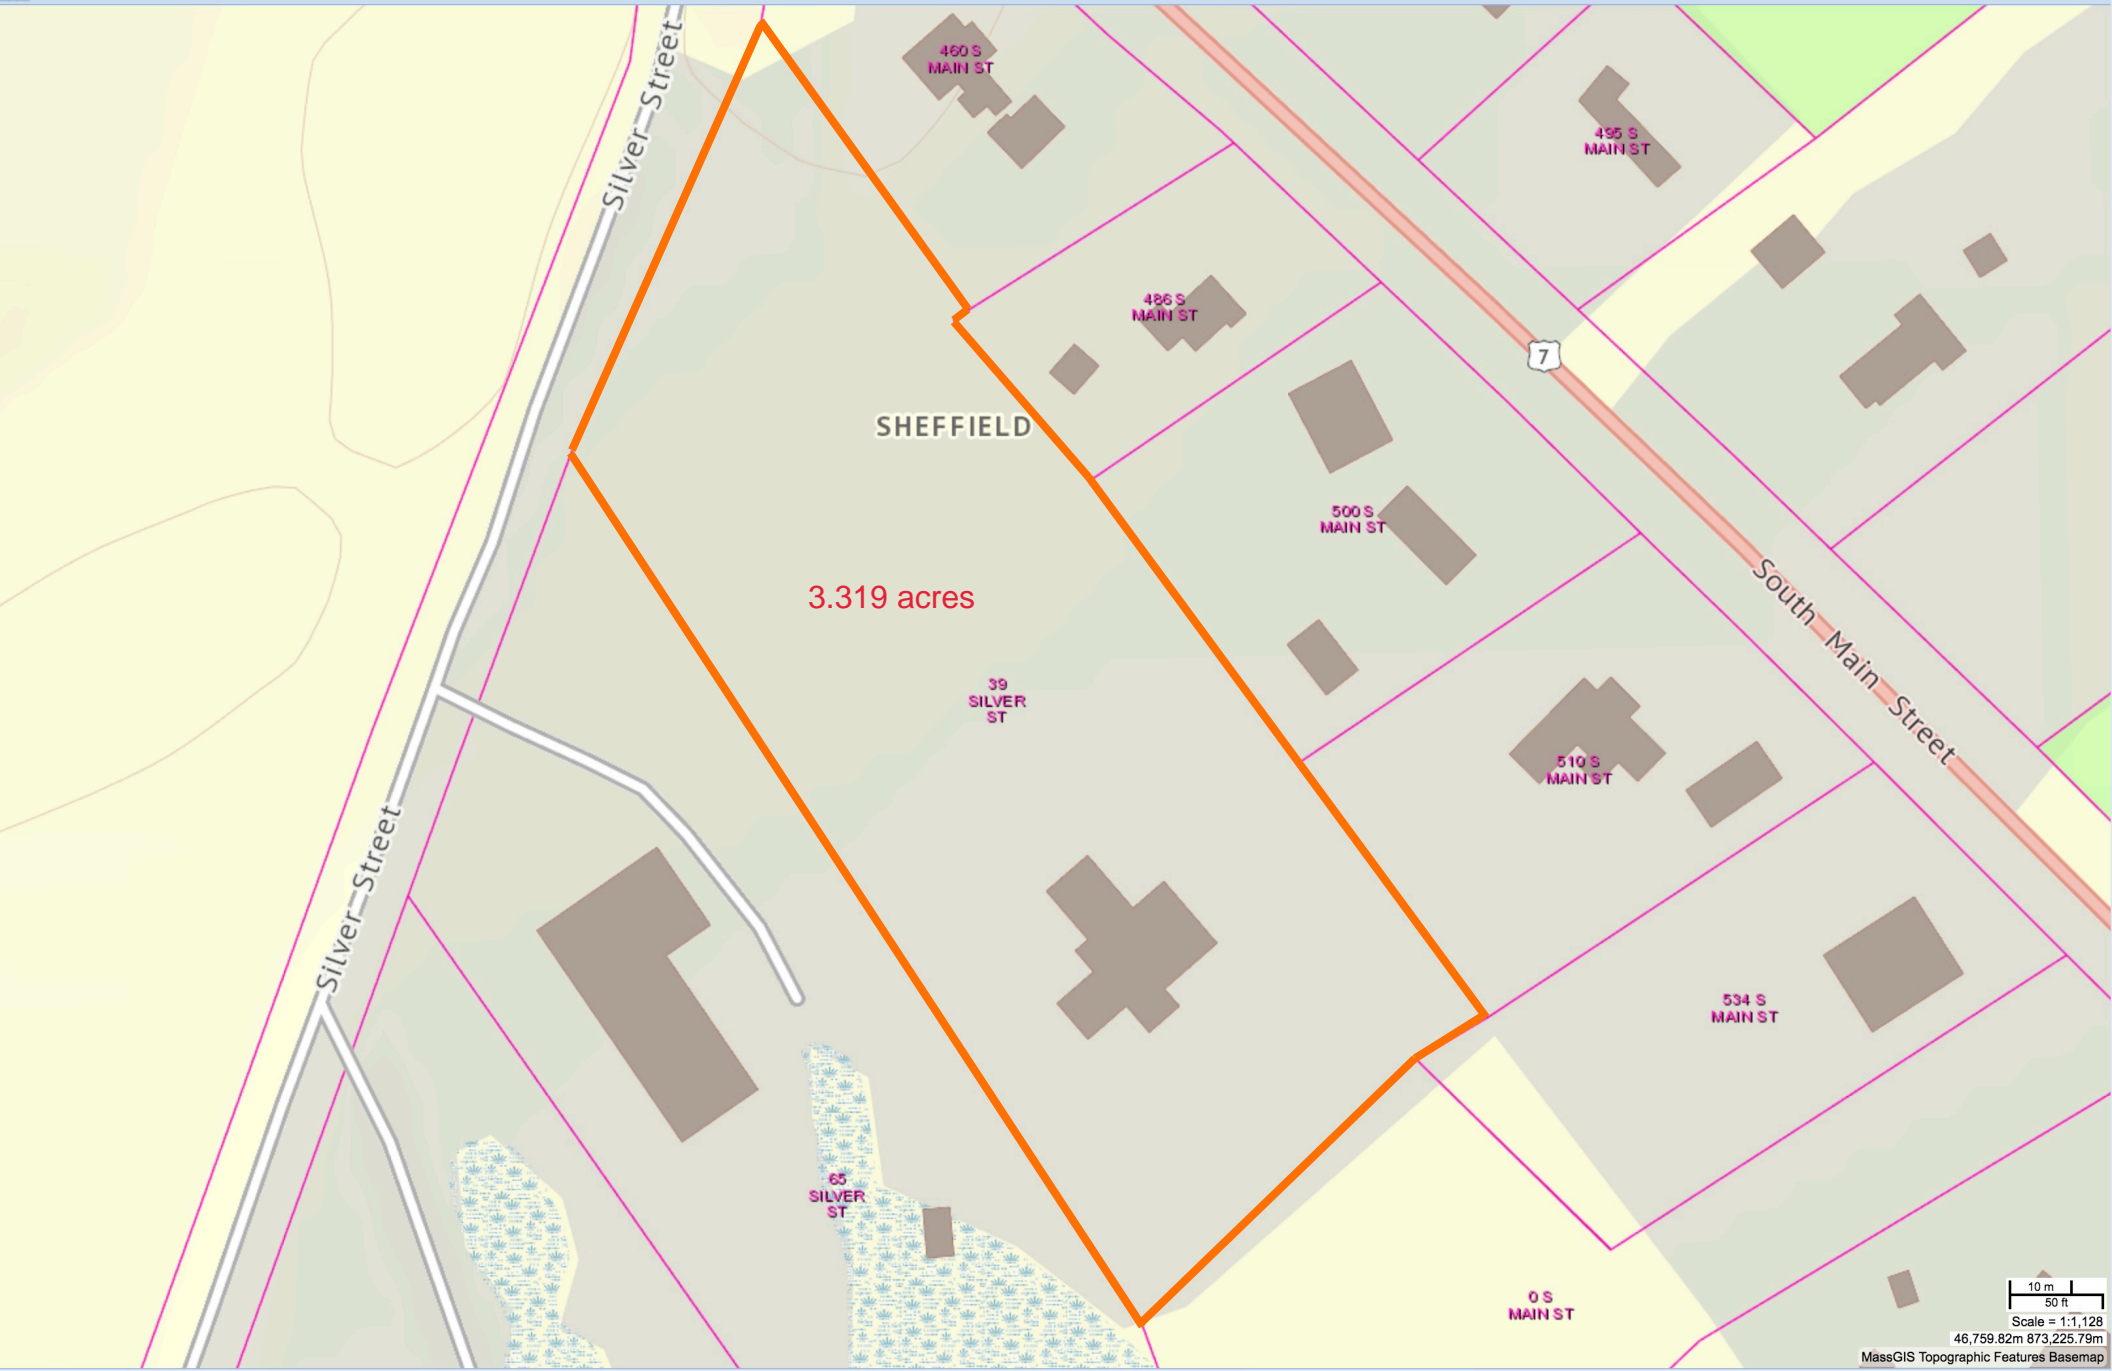 Silver Street
460 S
MAIN ST
495 S
MAIN ST
486 S
MAIN ST
7
SHEFFIELD
500 S
MAIN ST
3.319 acres
South Main Street
39
SILVER
ST
510 S
MAIN ST
Silver Street
534 S
MAIN ST
65
SILVER
ST
0 S
MAIN ST
10 m
50 ft
Scale = 1:1,128
46,759.82m 873,225.79m
MassGIS Topographic Features Basemap